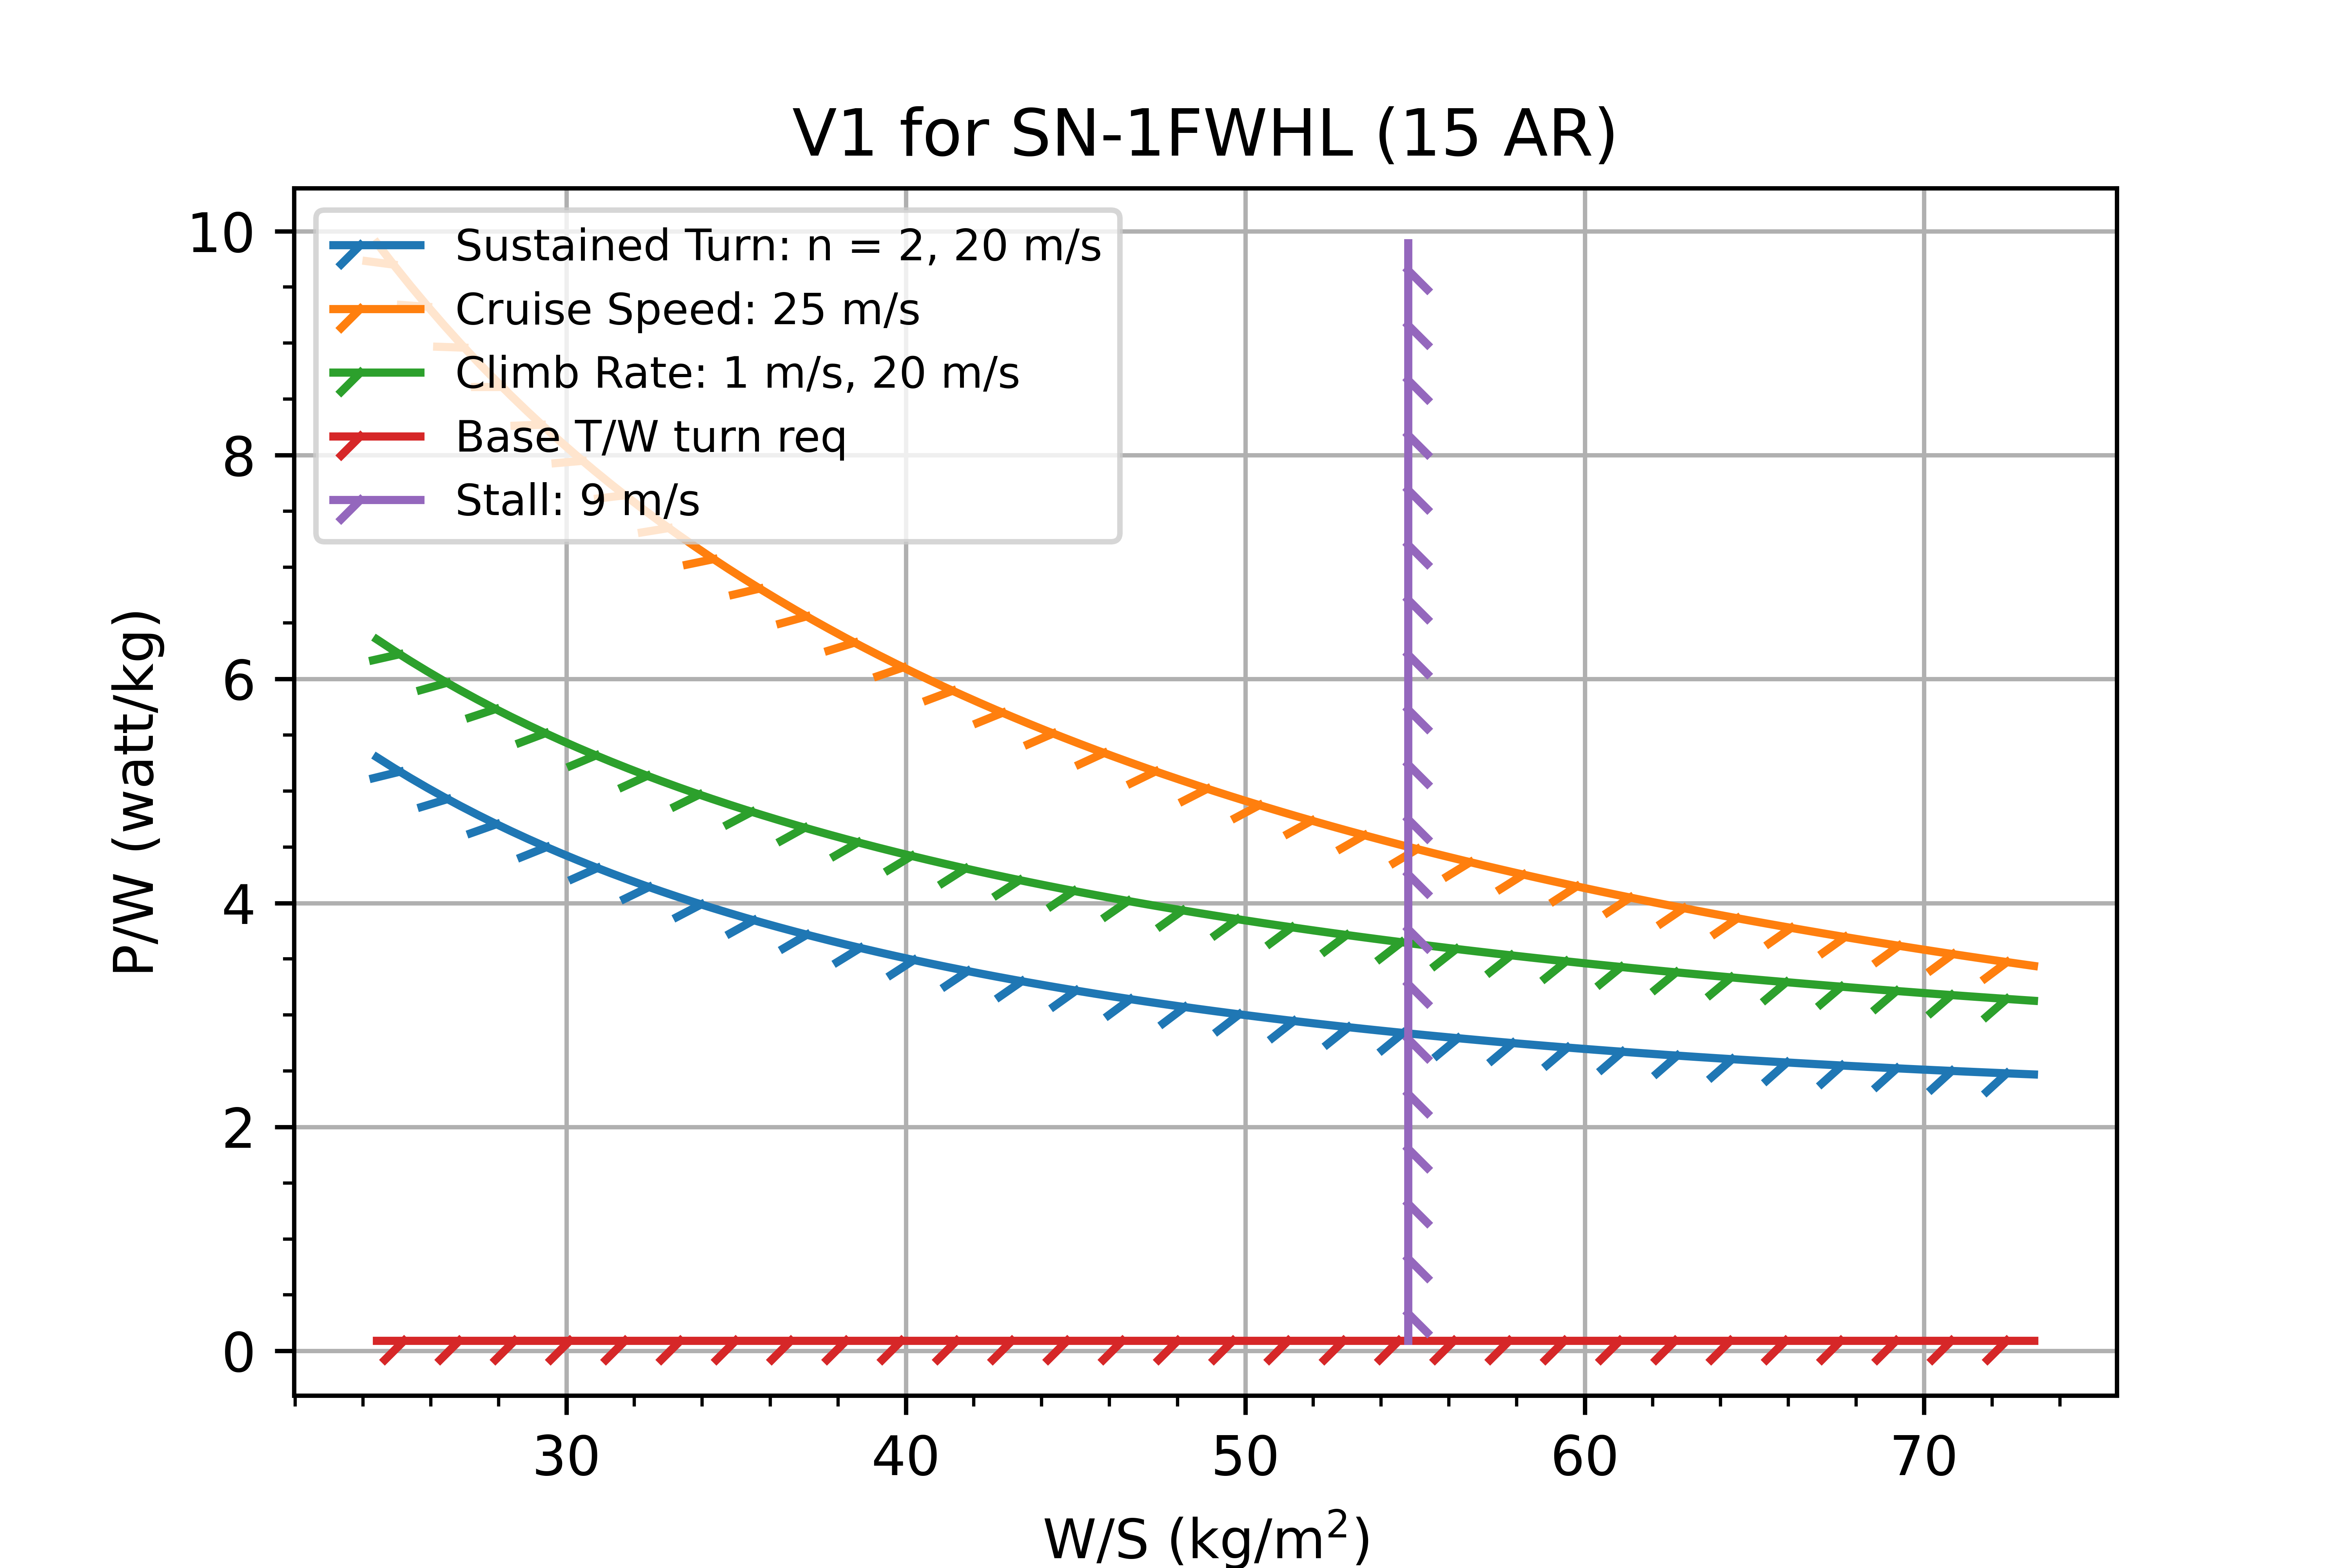 V1 for SN-1FWHL (15 AR)
Sustained Turn: n = 2, 20 m/s
Cruise Speed: 25 m/s
Climb Rate: 1 m/s, 20 m/s
Base T/W turn req
Stall: 9 m/s
P/W (watt/kg)
10
8
6
4
2
0
30 40 50 60 70
W/S (kg/m²)